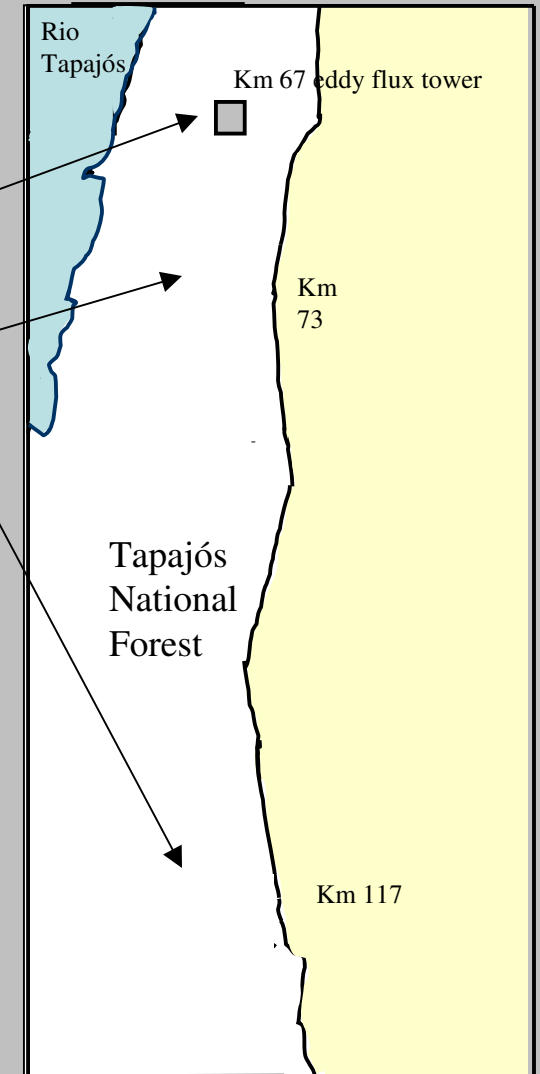 Rio
Tapajós
Km 67 eddy flux tower
Km
73
Tapajós
National
Forest
Km 117